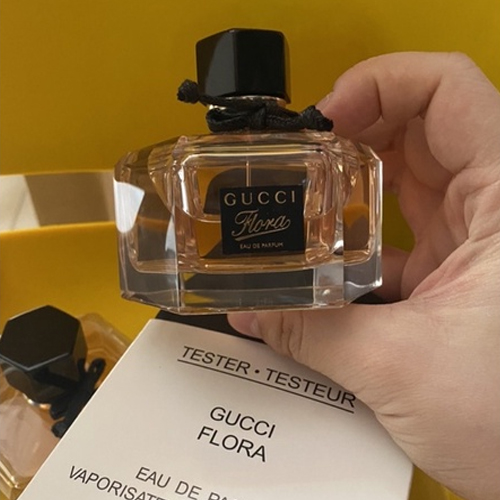 GUCCI
Flora
EAU DE PARFUM
TESTER • TESTEUR
GUCCI
FLORA
EAU DE